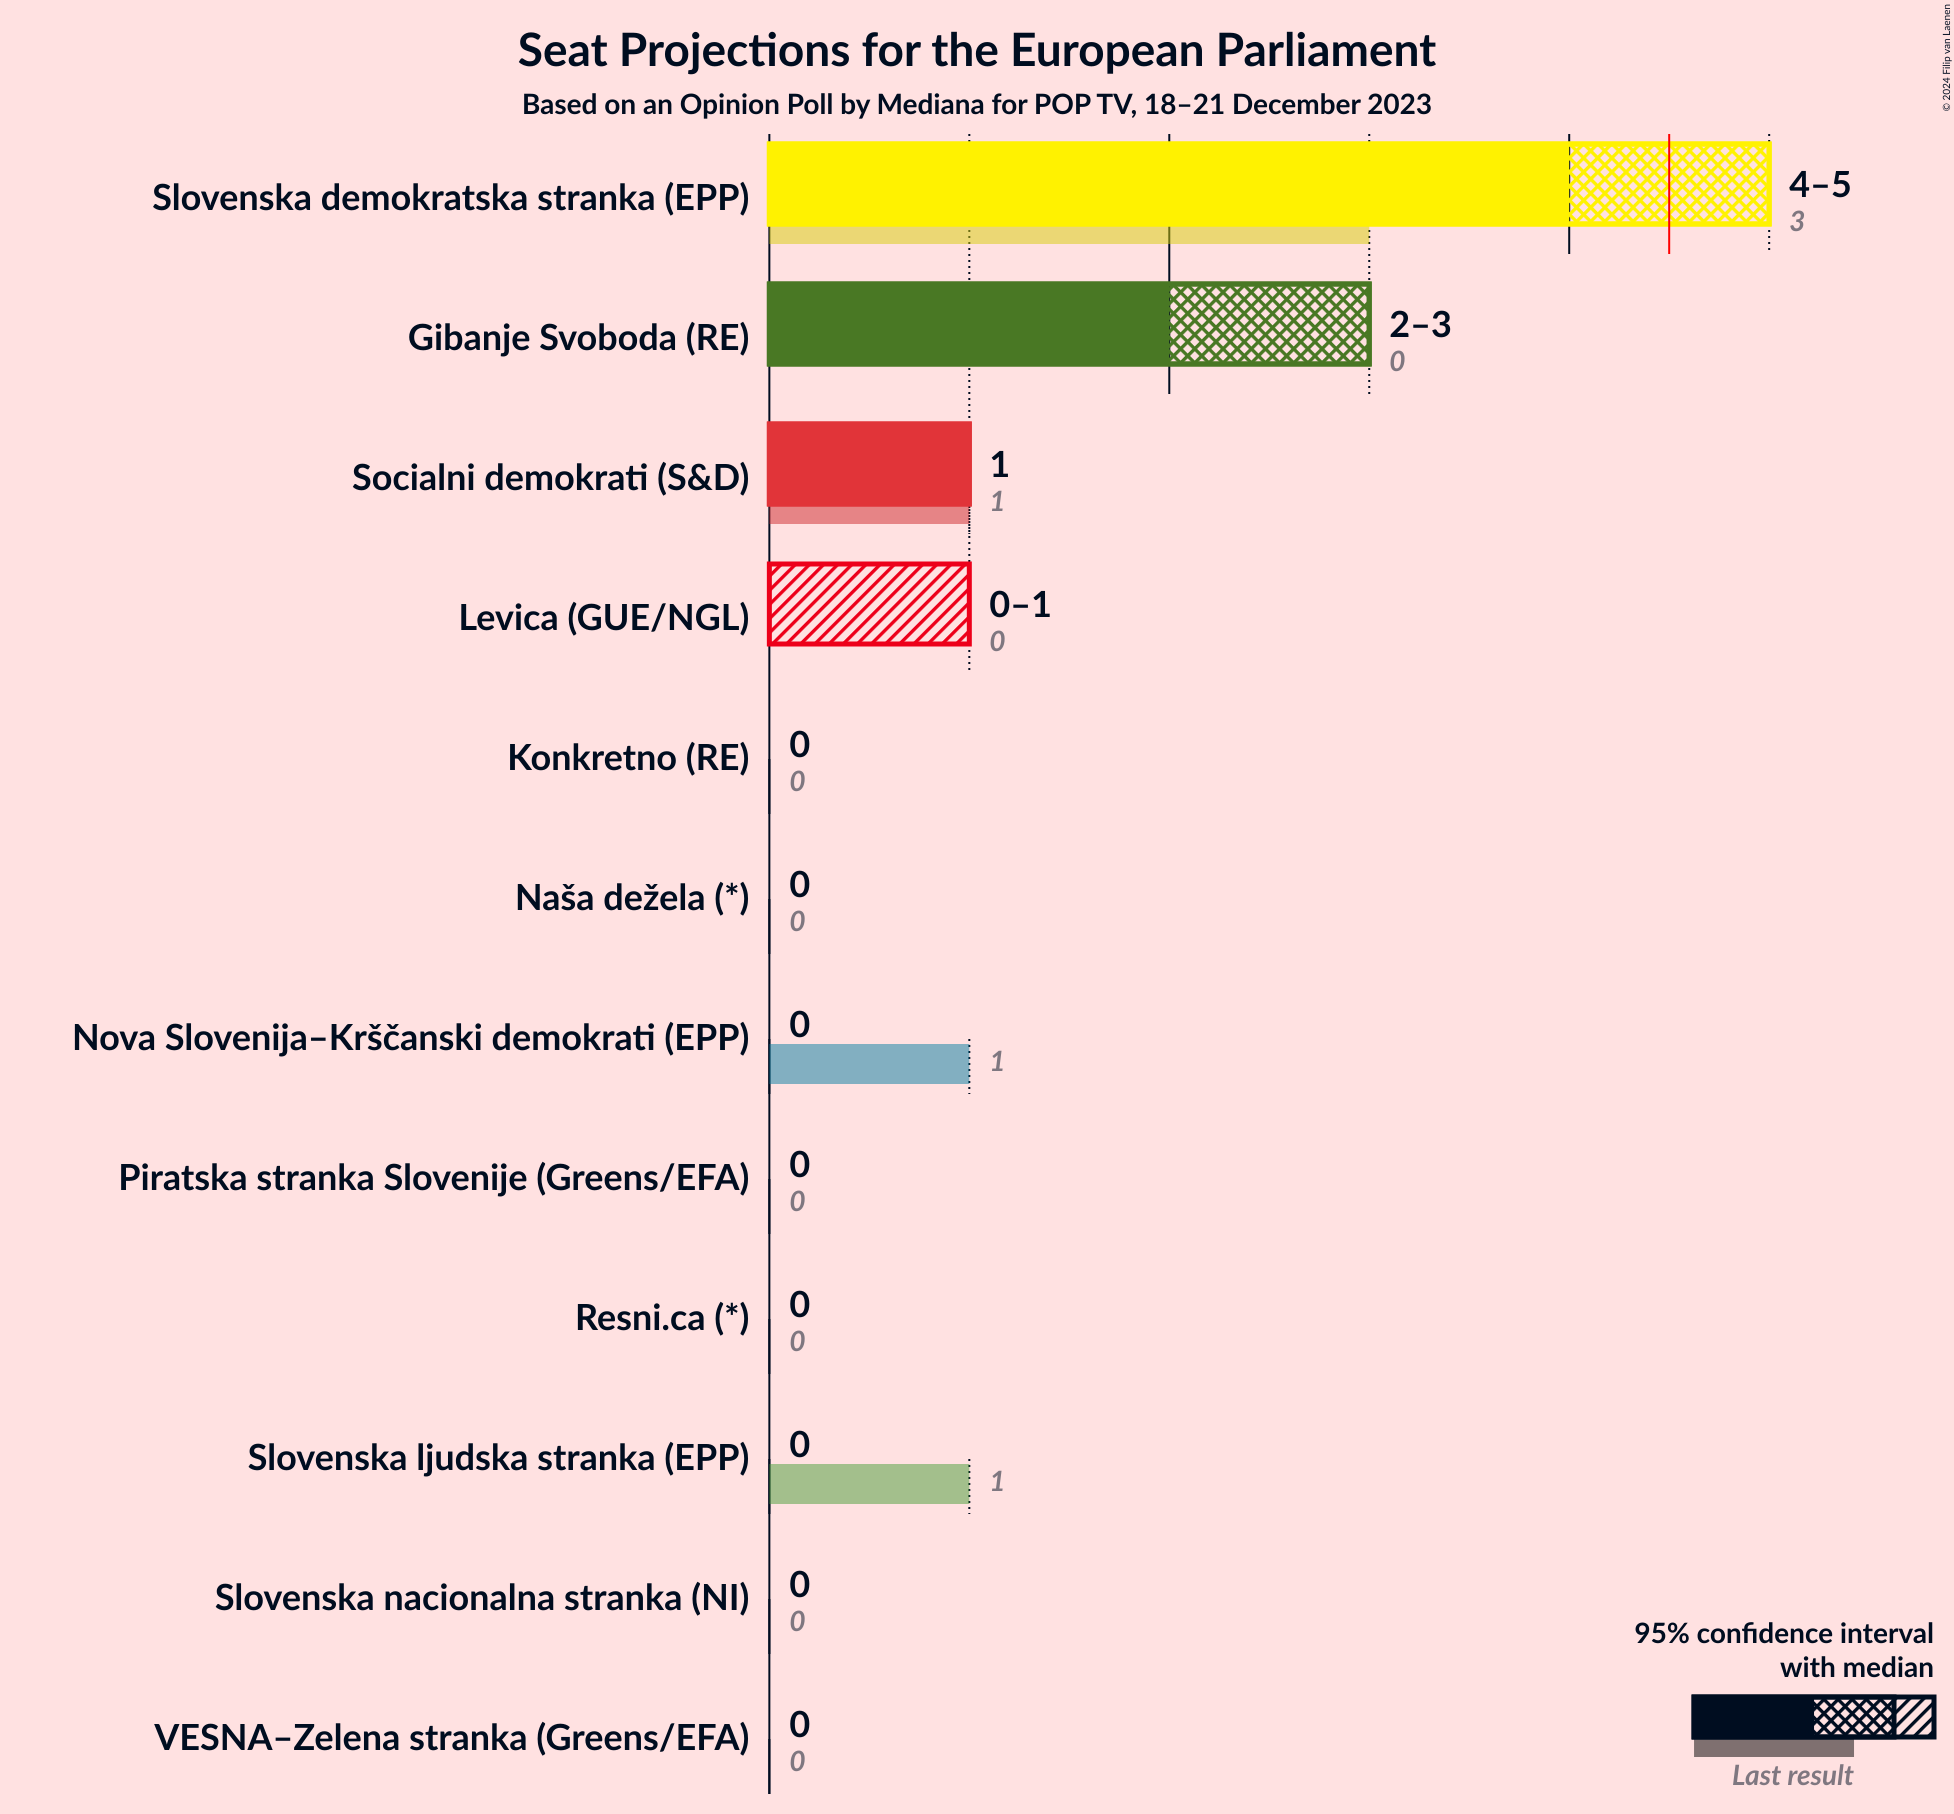 Seat Projections for the European Parliament
Based on an Opinion Poll by Mediana for POP TV, 18–21 December 2023
© 2024 Filip van Laenen
Slovenska demokratska stranka (EPP)
4–5
3
Gibanje Svoboda (RE)
2–3
0
Socialni demokrati (S&D)
1
1
Levica (GUE/NGL)
0–1
0
Konkretno (RE)
0
0
Naša dežela (*)
0
0
Nova Slovenija–Krščanski demokrati (EPP)
0
1
Piratska stranka Slovenije (Greens/EFA)
0
0
Resni.ca (*)
0
0
Slovenska ljudska stranka (EPP)
0
1
Slovenska nacionalna stranka (NI)
0
0
VESNA–Zelena stranka (Greens/EFA)
0
0
95% confidence interval
with median
Last result